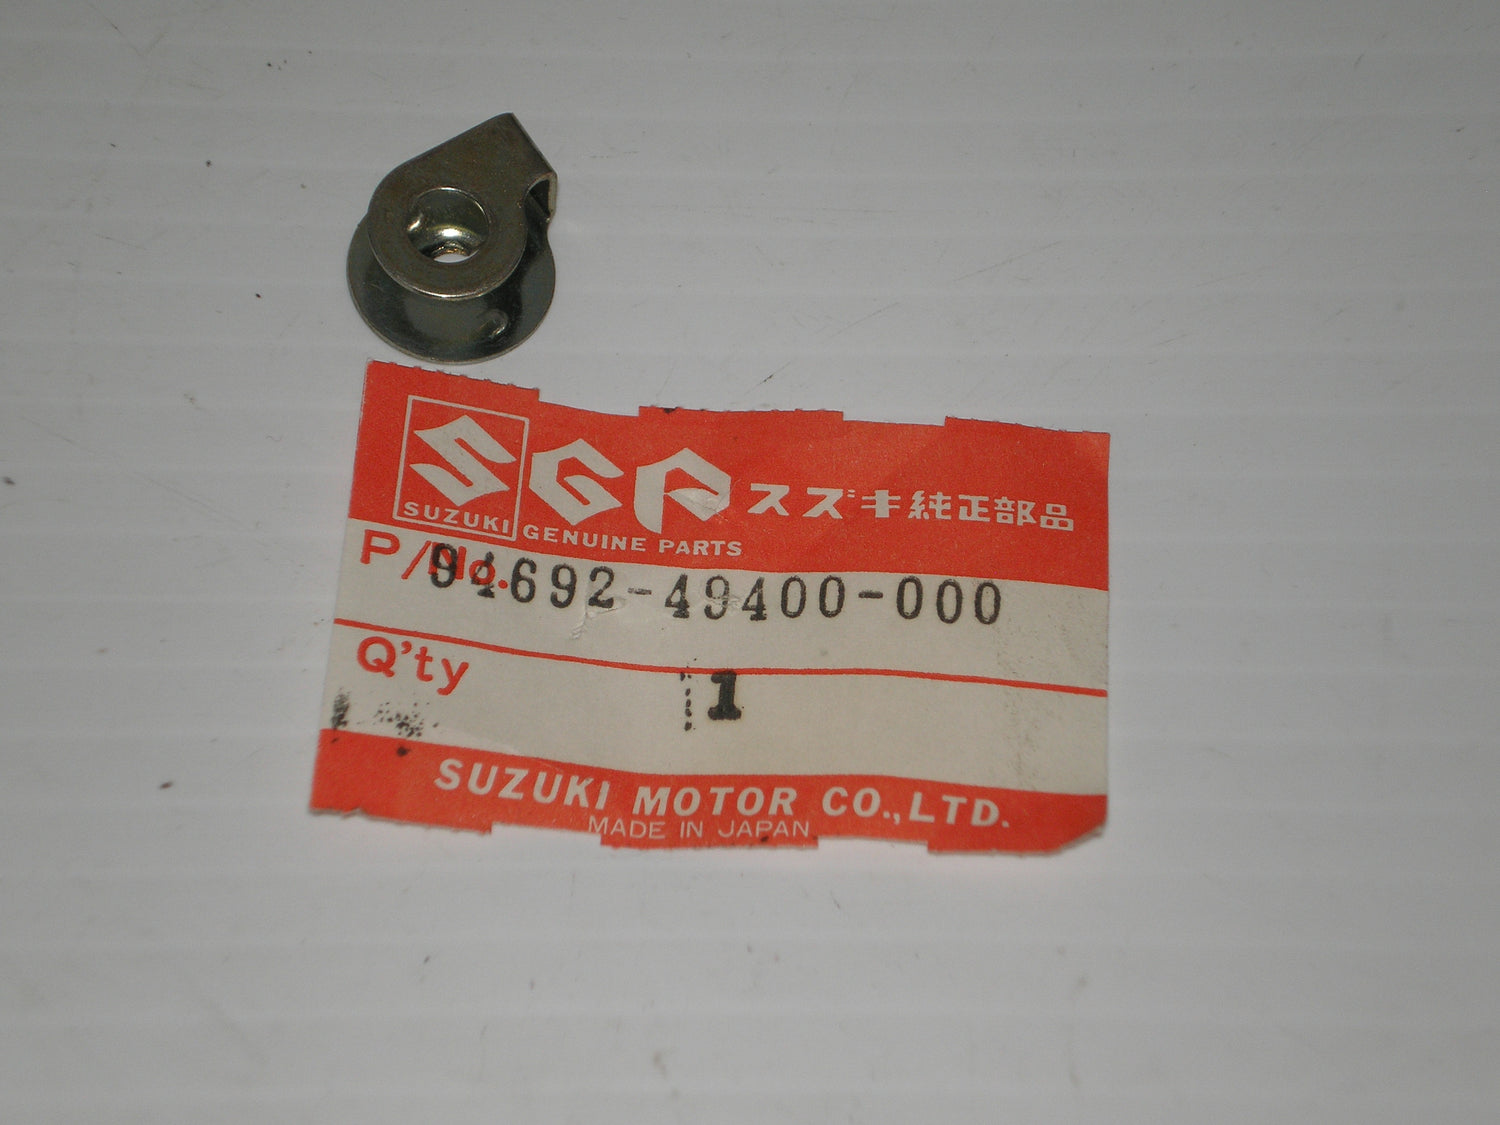 SGP スズキ純正部品
SUZUKI GENUINE PARTS
P/No. 94692-49400-000
Q'ty 1
SUZUKI MOTOR CO.,LTD.
MADE IN JAPAN